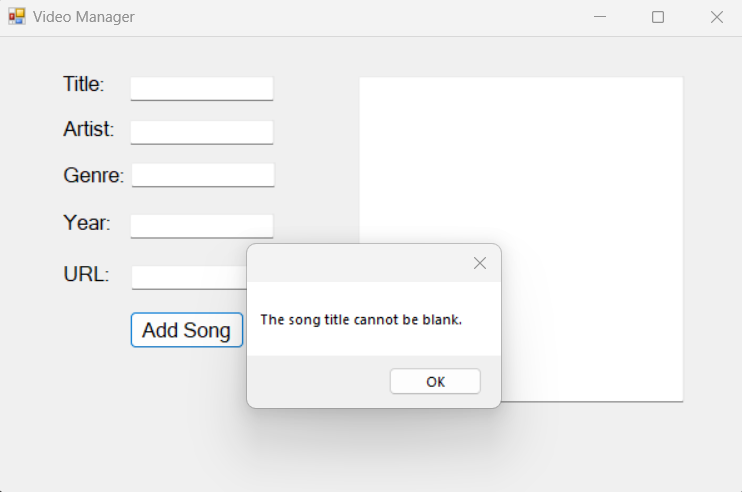 Video Manager
Title:
Artist:
Genre:
Year:
URL:
Add Song
The song title cannot be blank.
OK